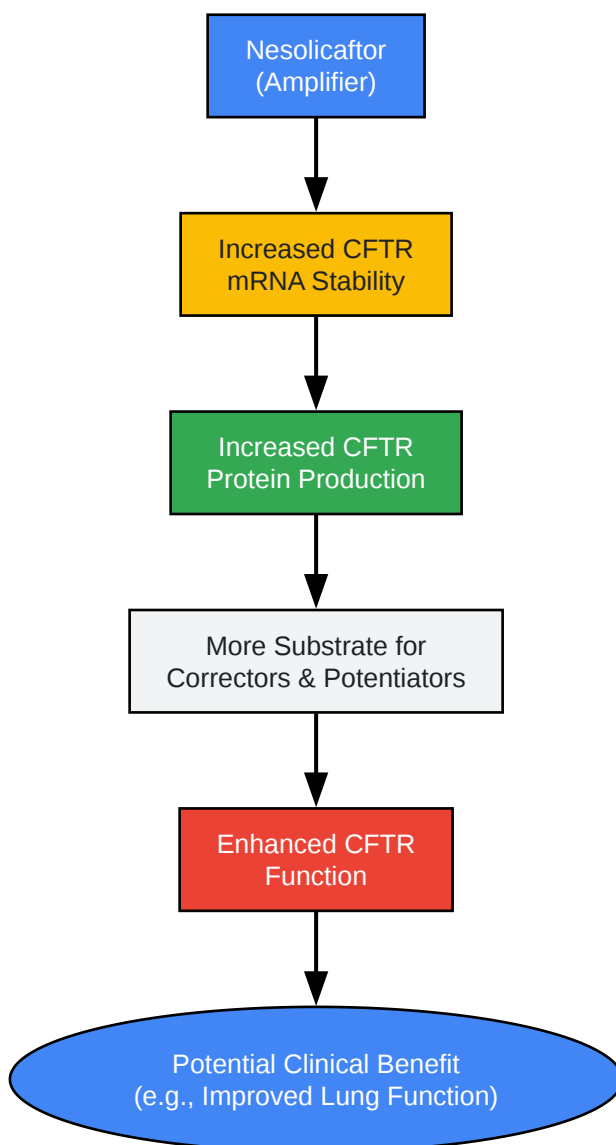 Nesolicaftor
(Amplifier)
Increased CFTR
mRNA Stability
Increased CFTR
Protein Production
More Substrate for
Correctors & Potentiators
Enhanced CFTR
Function
Potential Clinical Benefit
(e.g., Improved Lung Function)